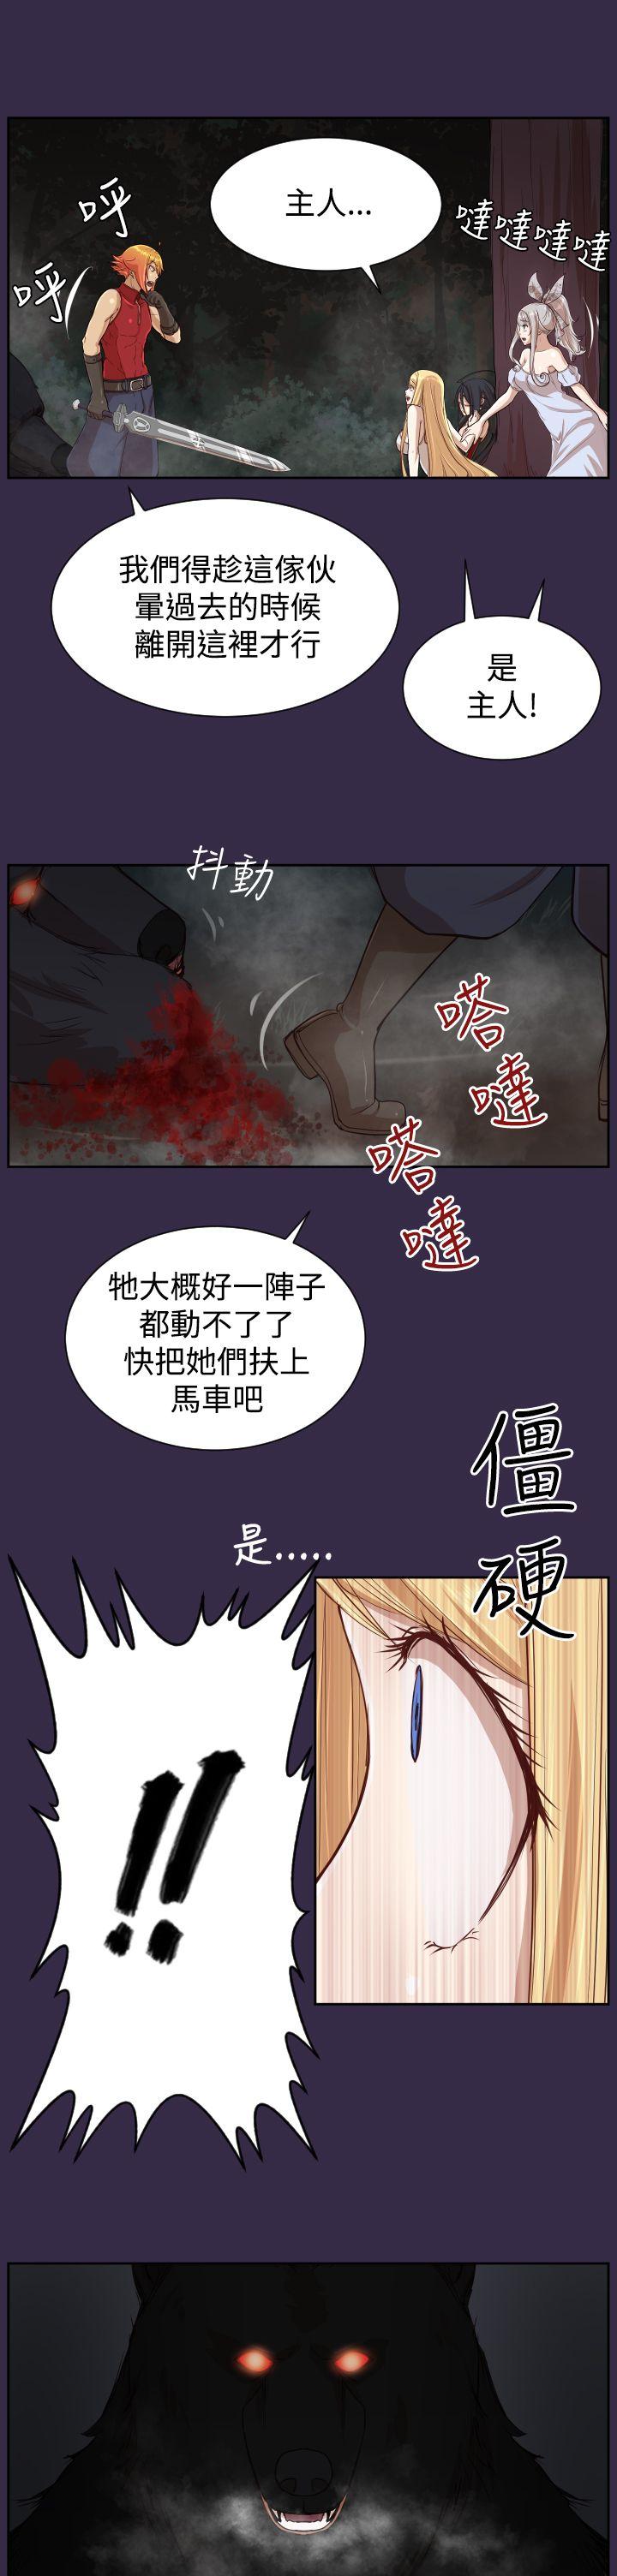 呼
呼
主人...
噠噠噠噠
我們得趁這傢伙
暈過去的時候
離開這裡才行
是
主人!
抖動
嗒
噠
嗒
噠
牠大概好一陣子
都動不了了
快把她們扶上
馬車吧
僵
硬
是.....
!!